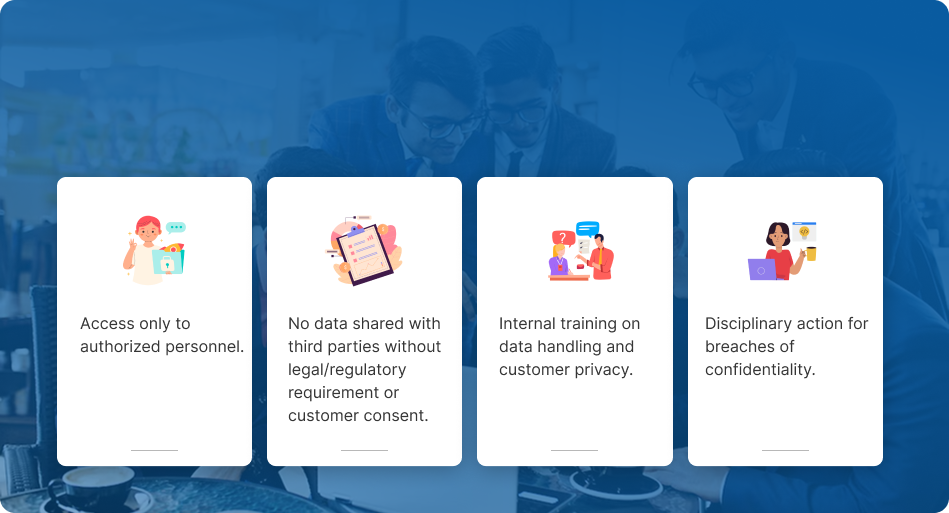 Access only to
authorized personnel.
No data shared with
third parties without
legal/regulatory
requirement or
customer consent.
Internal training on
data handling and
customer privacy.
Disciplinary action for
breaches of
confidentiality.